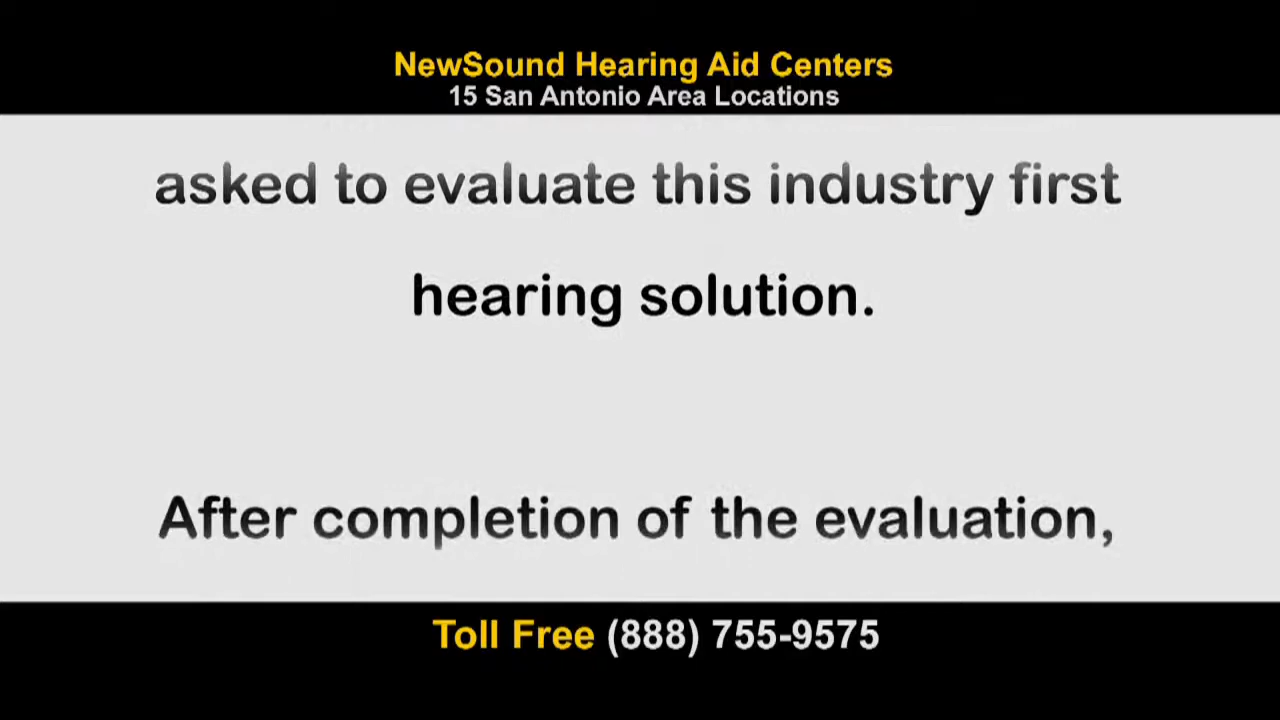 NewSound Hearing Aid Centers
15 San Antonio Area Locations
asked to evaluate this industry first
hearing solution.
After completion of the evaluation,
Toll Free (888) 755-9575